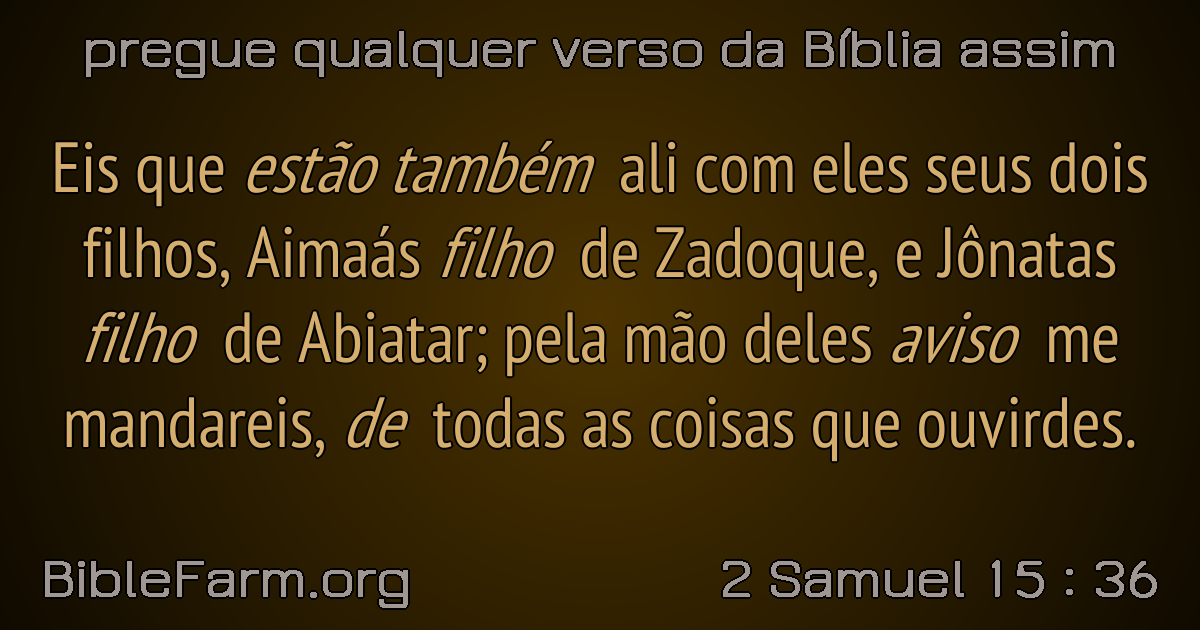 pregue qualquer verso da Bíblia assim
Eis que estão também ali com eles seus dois
filhos, Aimaás filho de Zadoque, e Jônatas
filho de Abiatar; pela mão deles aviso me
mandareis, de todas as coisas que ouvirdes.
BibleFarm.org
2 Samuel 15 : 36